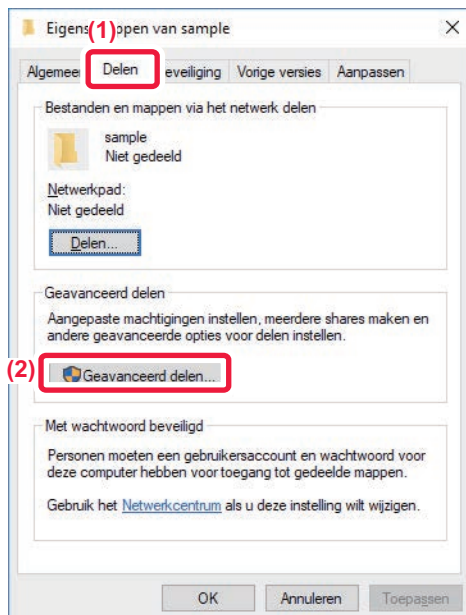 Eigens
(1)
open van sample
Algemee
Delen
eveiliging
Vorige versies
Aanpassen
Bestanden en mappen via het netwerk delen
sample
Niet gedeeld
Netwerkpad:
Niet gedeeld
Delen...
Geavanceerd delen
Aangepaste machtigingen instellen, meerdere shares maken en
andere geavanceerde opties voor delen instellen.
(2)
Geavanceerd delen...
Met wachtwoord beveiligd
Personen moeten een gebruikersaccount en wachtwoord voor
deze computer hebben voor toegang tot gedeelde mappen.
Gebruik het Netwerkcentrum als u deze instelling wilt wijzigen.
OK
Annuleren
Toepassen